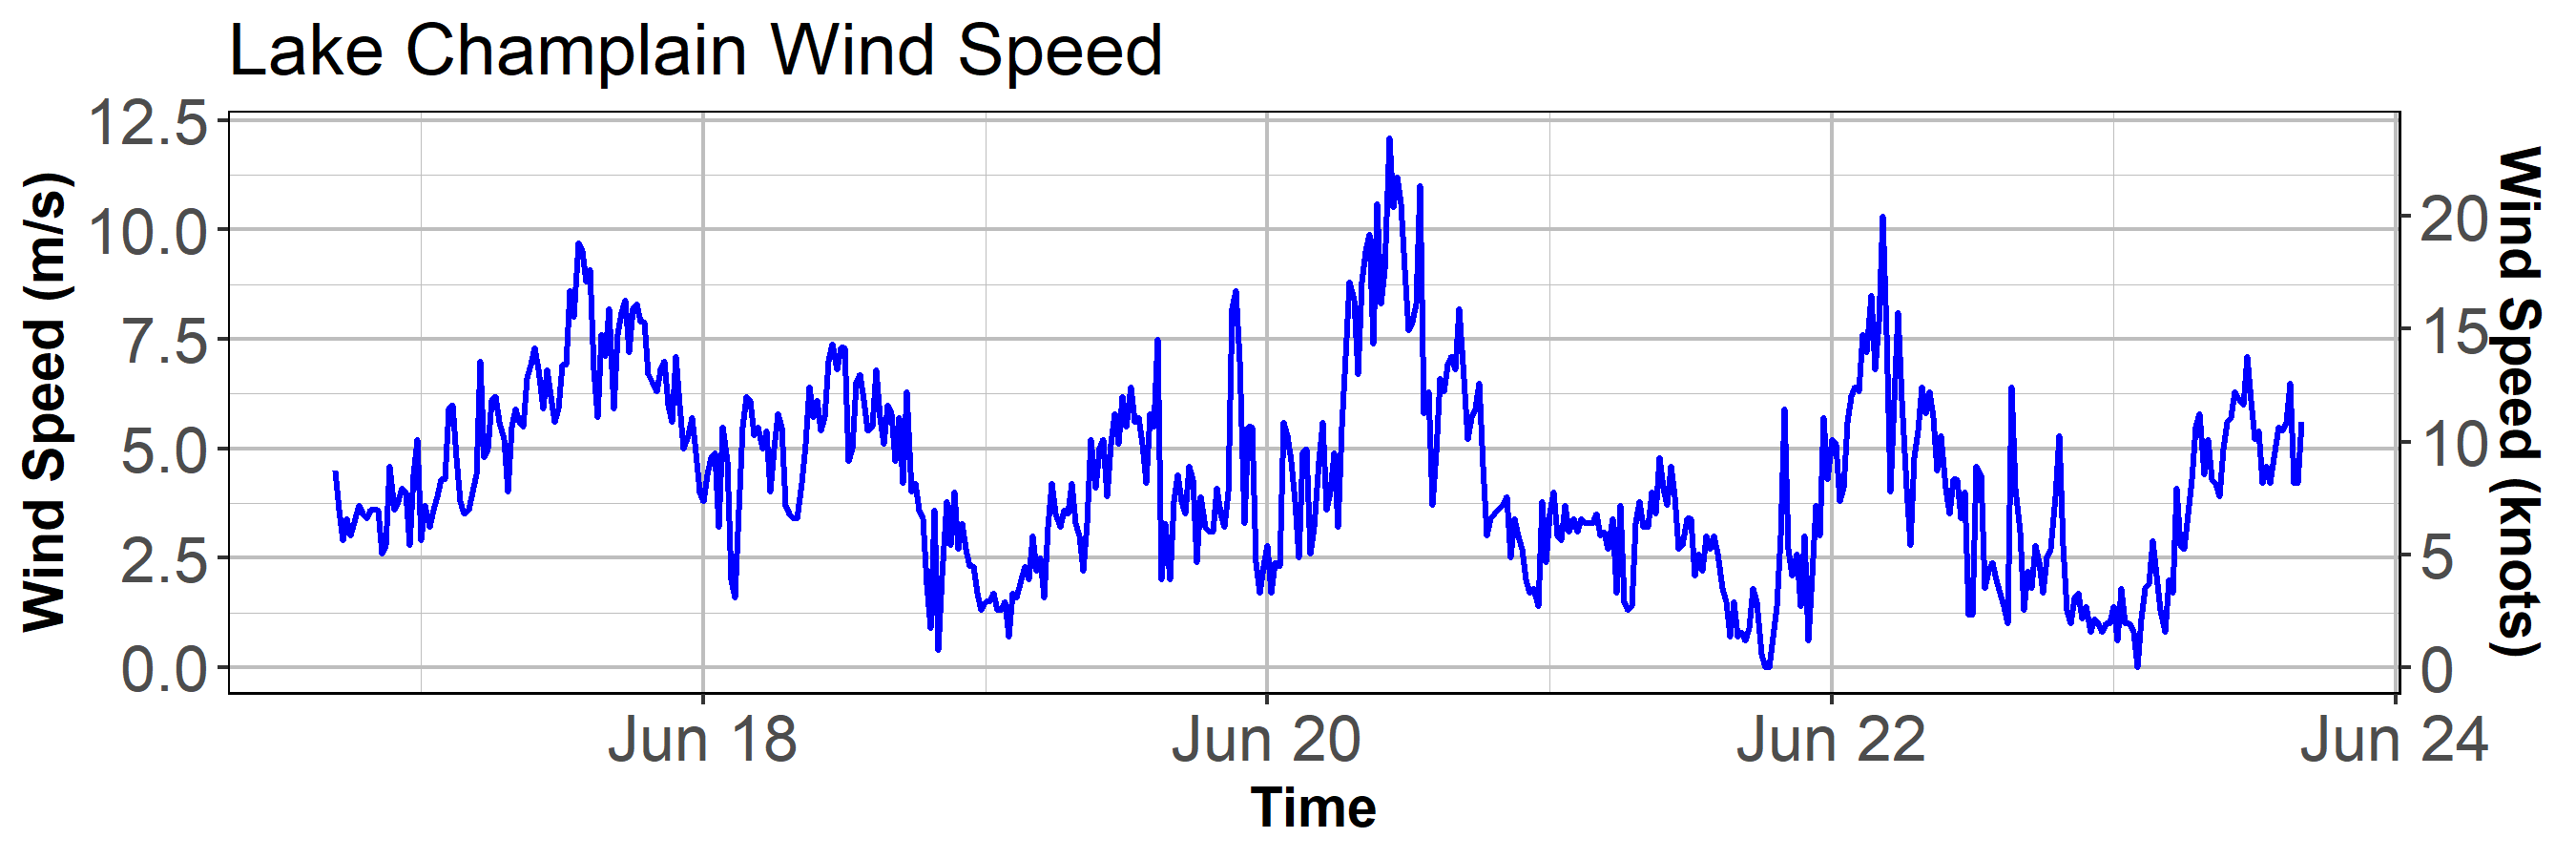 Lake Champlain Wind Speed
Wind Speed (m/s)
12.5
10.0
7.5
5.0
2.5
0.0
20
15
10
5
0
Wind Speed (knots)
Jun 18
Jun 20
Jun 22
Jun 24
Time